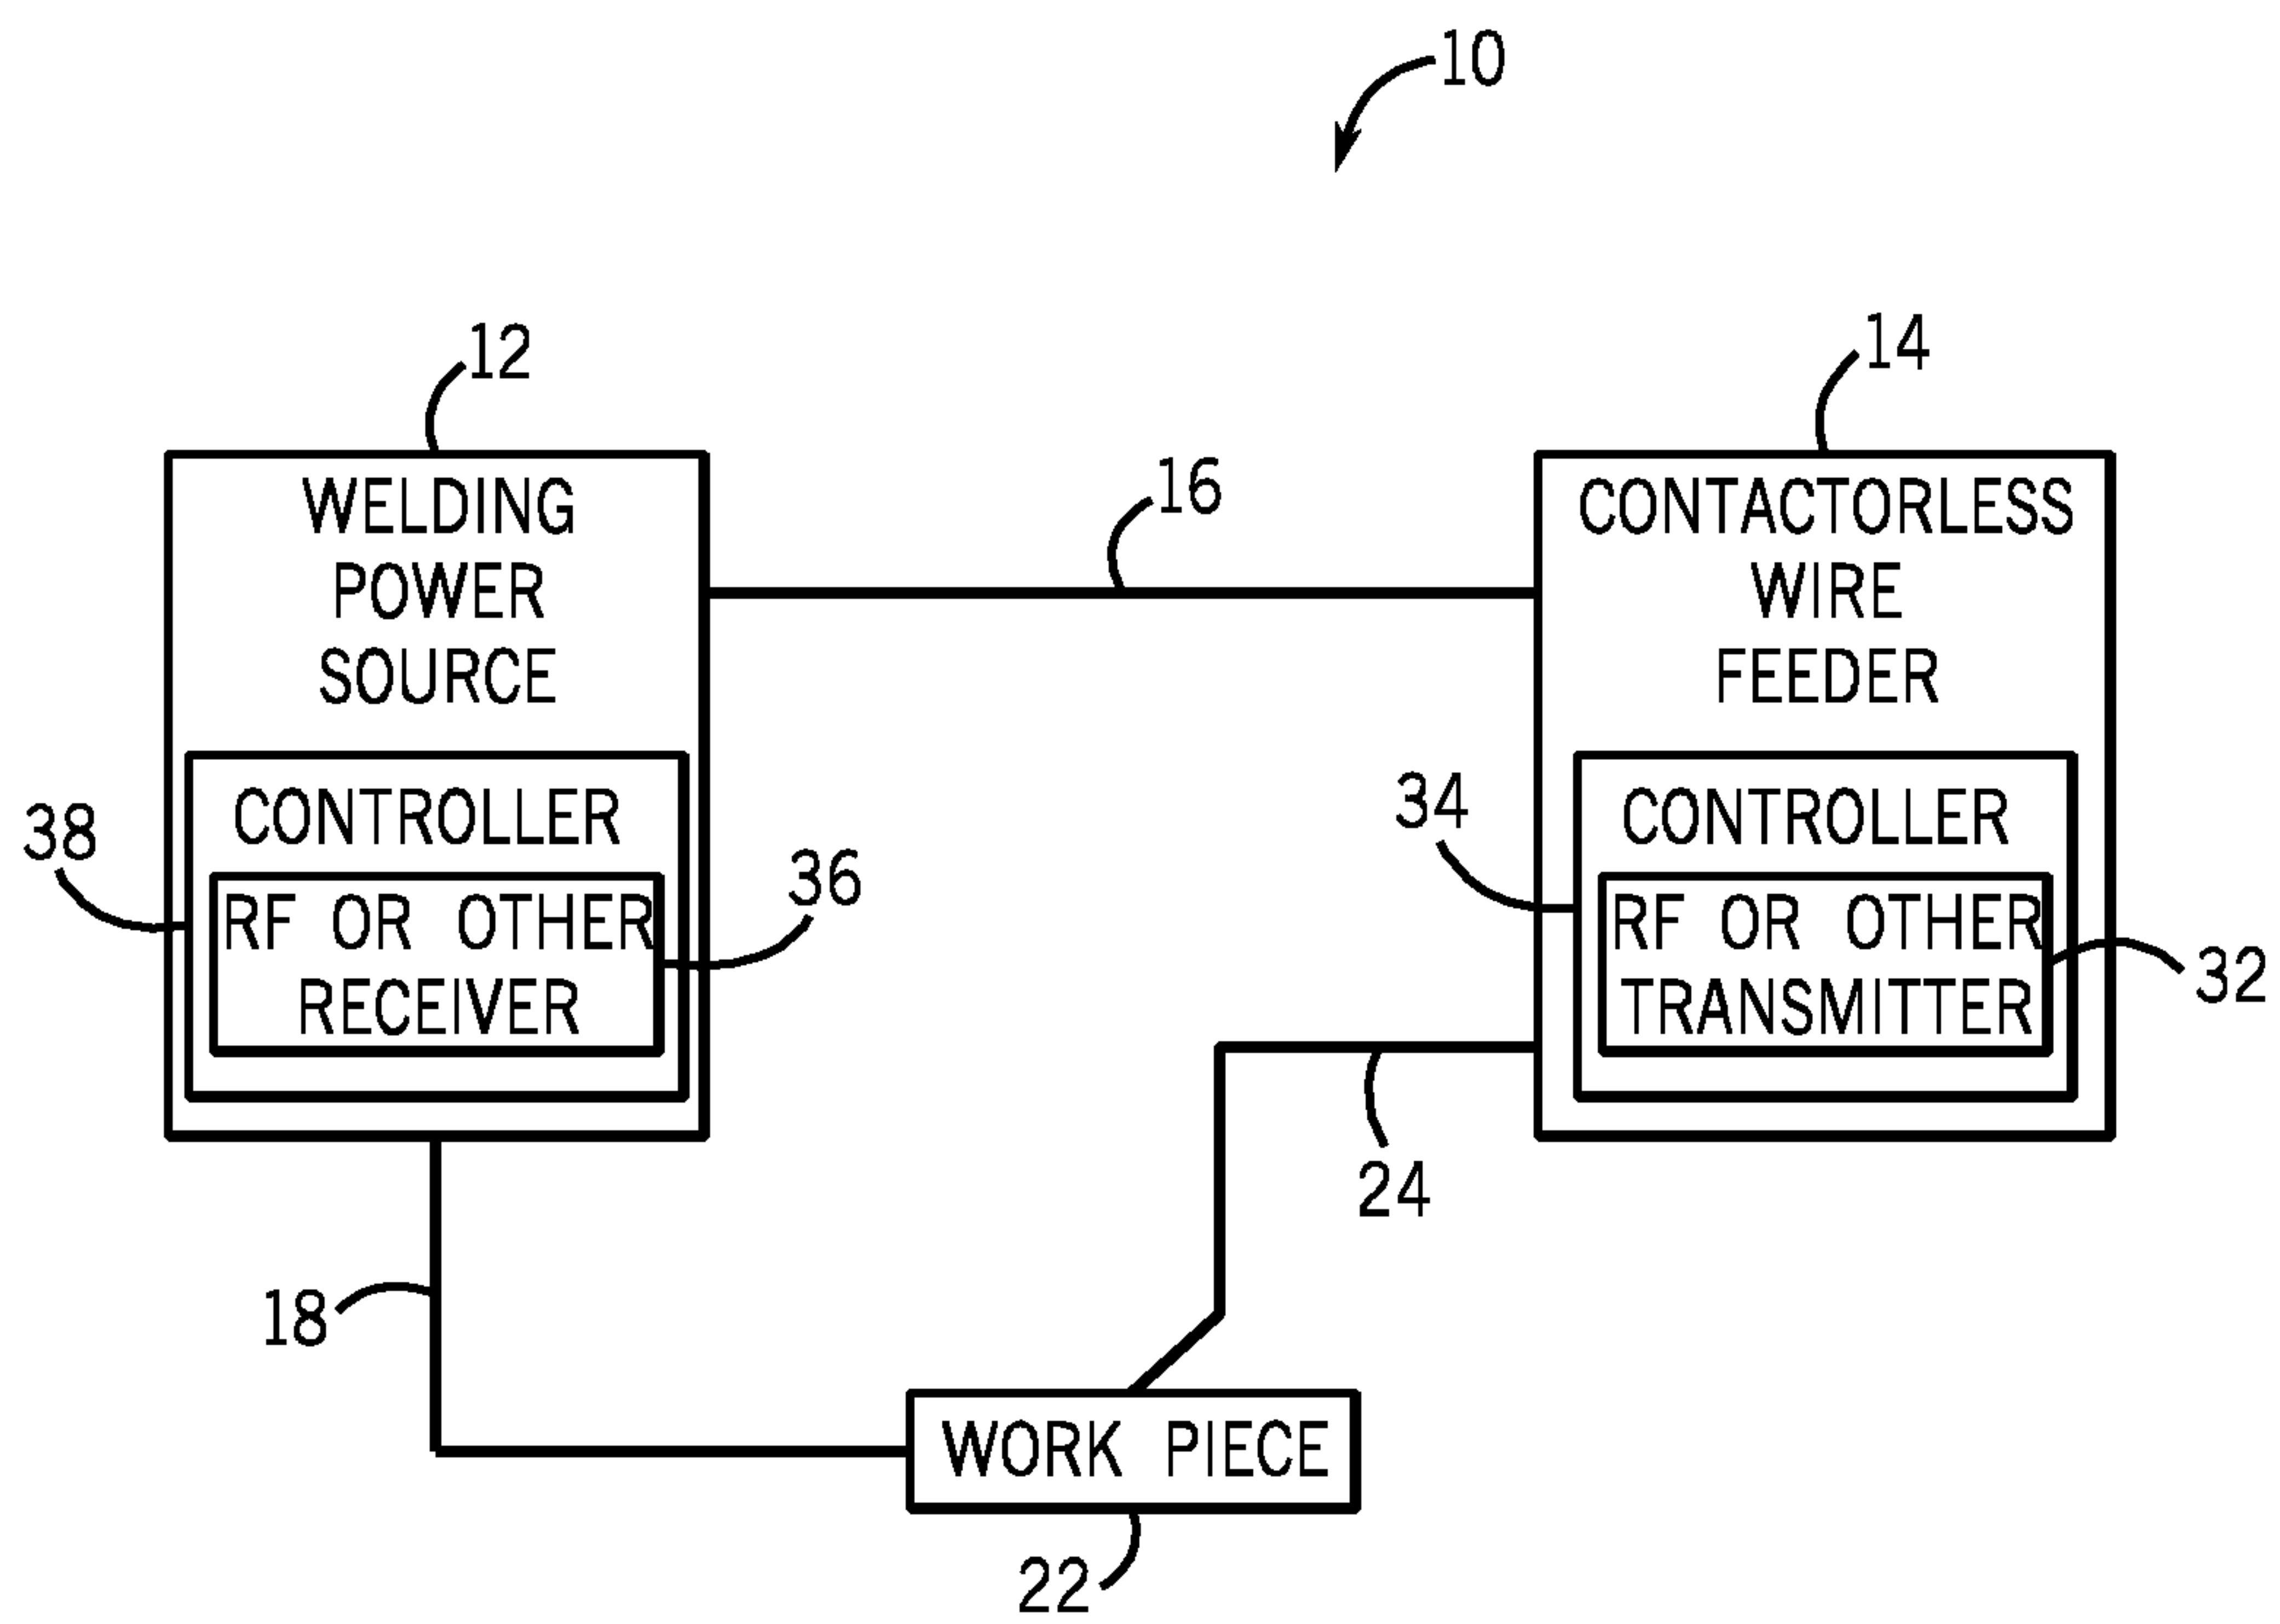 10
12
14
16
WELDING
POWER
SOURCE
CONTACTORLESS
WIRE
FEEDER
38
CONTROLLER
36
RF OR OTHER
RECEIVER
34
CONTROLLER
RF OR OTHER
TRANSMITTER
32
24
18
WORK PIECE
22